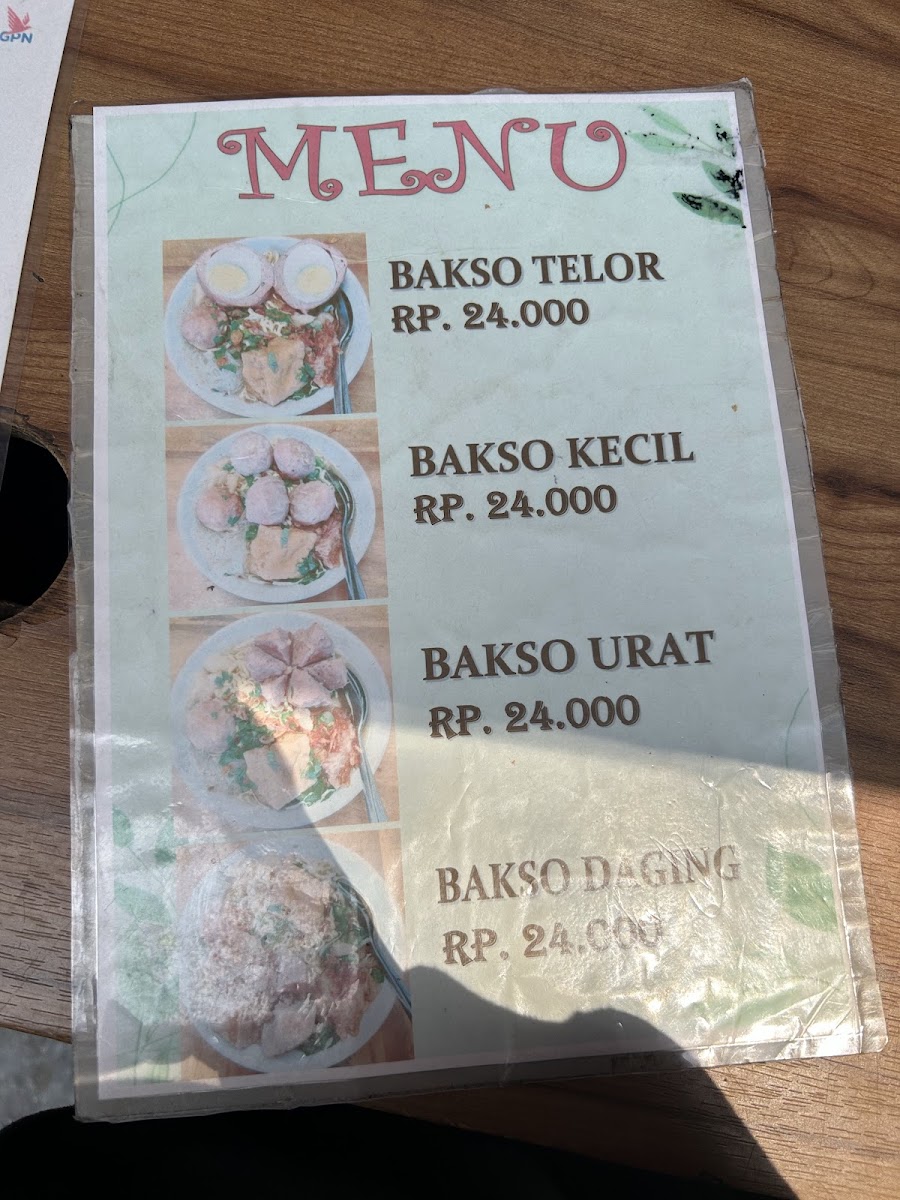 GPN
MENU
BAKSO TELOR
RP. 24.000
BAKSO KECIL
RP. 24.000
BAKSO URAT
RP. 24.000
BAKSO DAGING
RP. 24.000